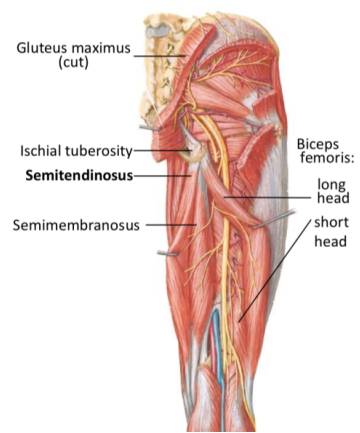 Gluteus maximus
(cut)
Ischial tuberosity
Semitendinosus
Semimembranosus
Biceps
femoris:
long
head
short
head